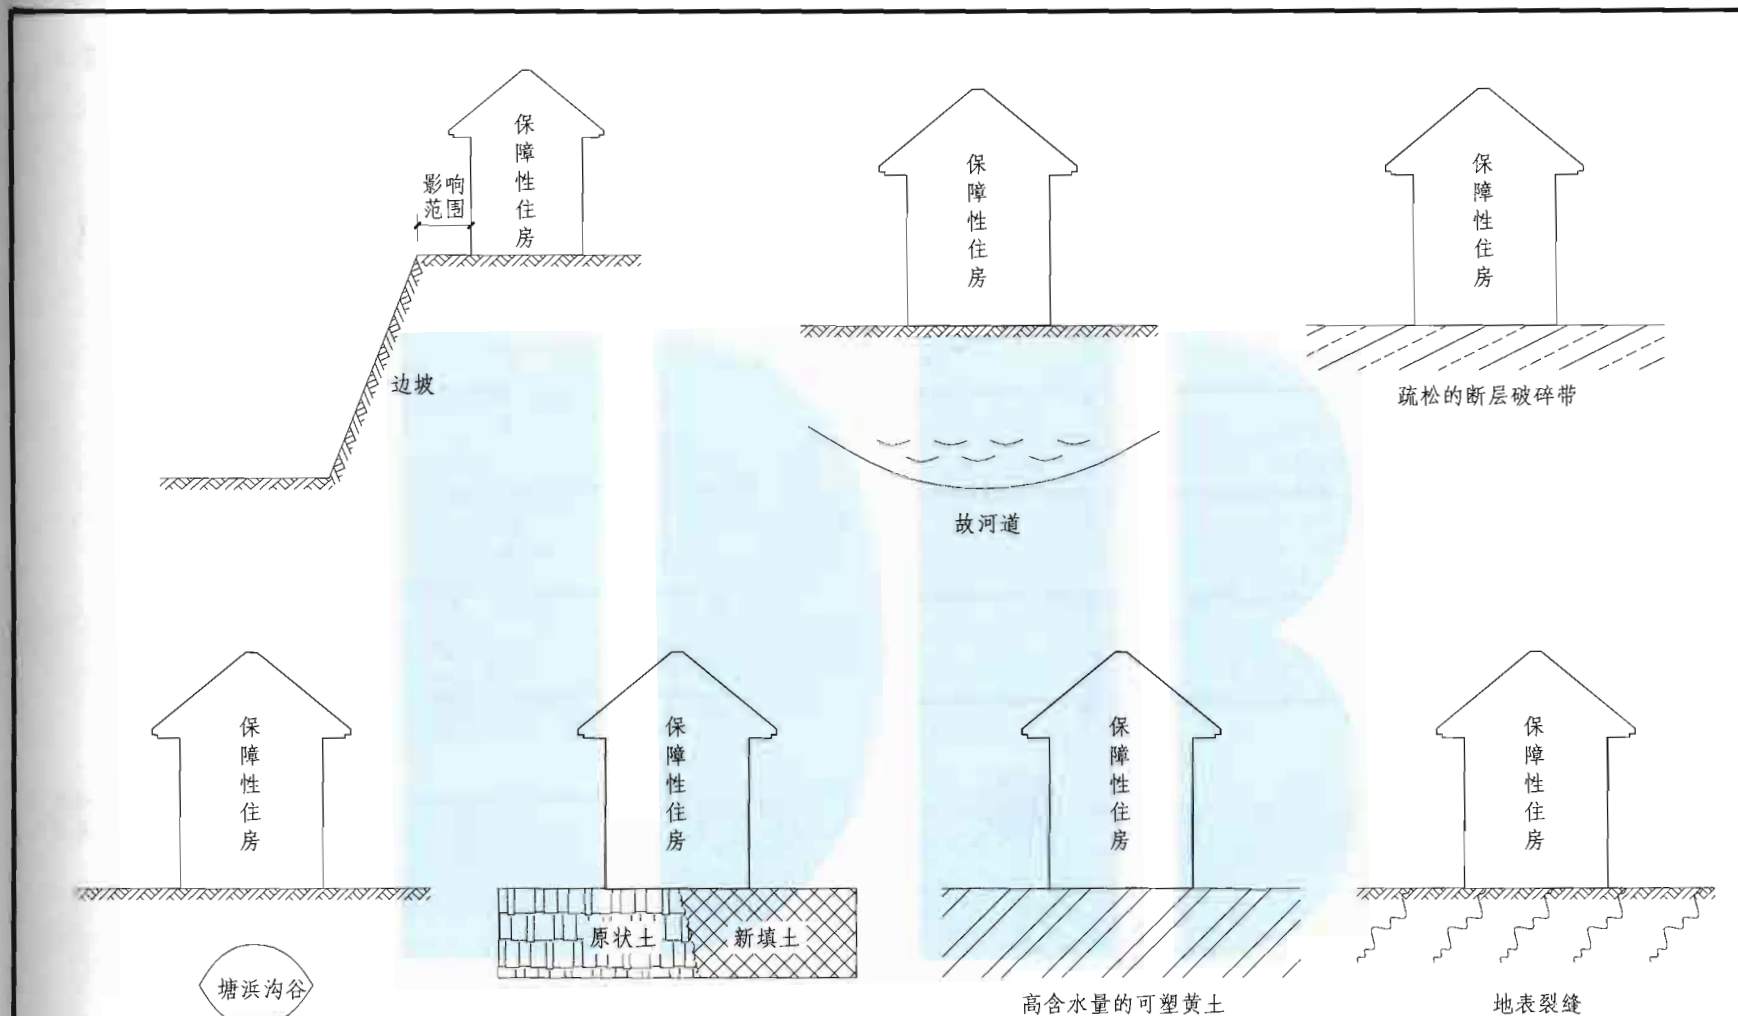 保障性住房
影响
范围
边坡
保障性住房
故河道
保障性住房
疏松的断层破碎带
保障性住房
塘浜沟谷
保障性住房
原状土
新填土
保障性住房
高含水量的可塑黄土
保障性住房
地表裂缝